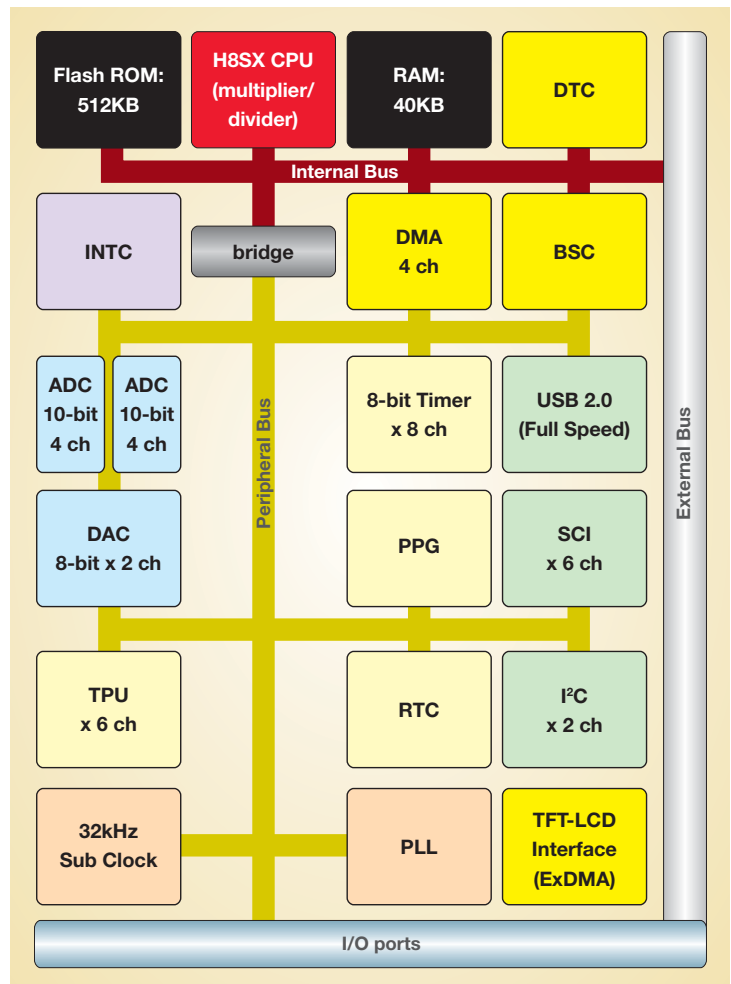 Flash ROM:
512KB
H8SX CPU
(multiplier/
divider)
RAM:
40KB
DTC
Internal Bus
INTC
bridge
DMA
4 ch
BSC
ADC
10-bit
4 ch
ADC
10-bit
4 ch
Peripheral Bus
8-bit Timer
x 8 ch
USB 2.0
(Full Speed)
External Bus
DAC
8-bit x 2 ch
PPG
SCI
x 6 ch
TPU
x 6 ch
RTC
I²C
x 2 ch
32kHz
Sub Clock
PLL
TFT-LCD
Interface
(ExDMA)
I/O ports